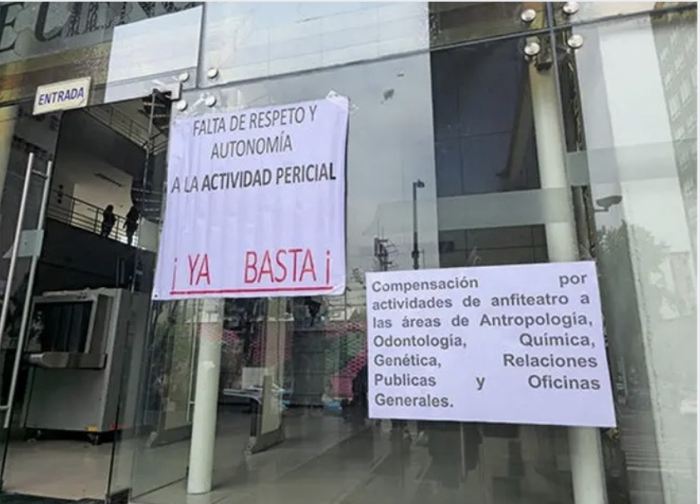 ENTRADA
FALTA DE RESPETO Y
AUTONOMÍA
A LA ACTIVIDAD PERICIAL
¡ YA BASTA ¡
Compensación por
actividades de anfiteatro a
las áreas de Antropología,
Odontología, Química,
Genética, Relaciones
Publicas y Oficinas
Generales.